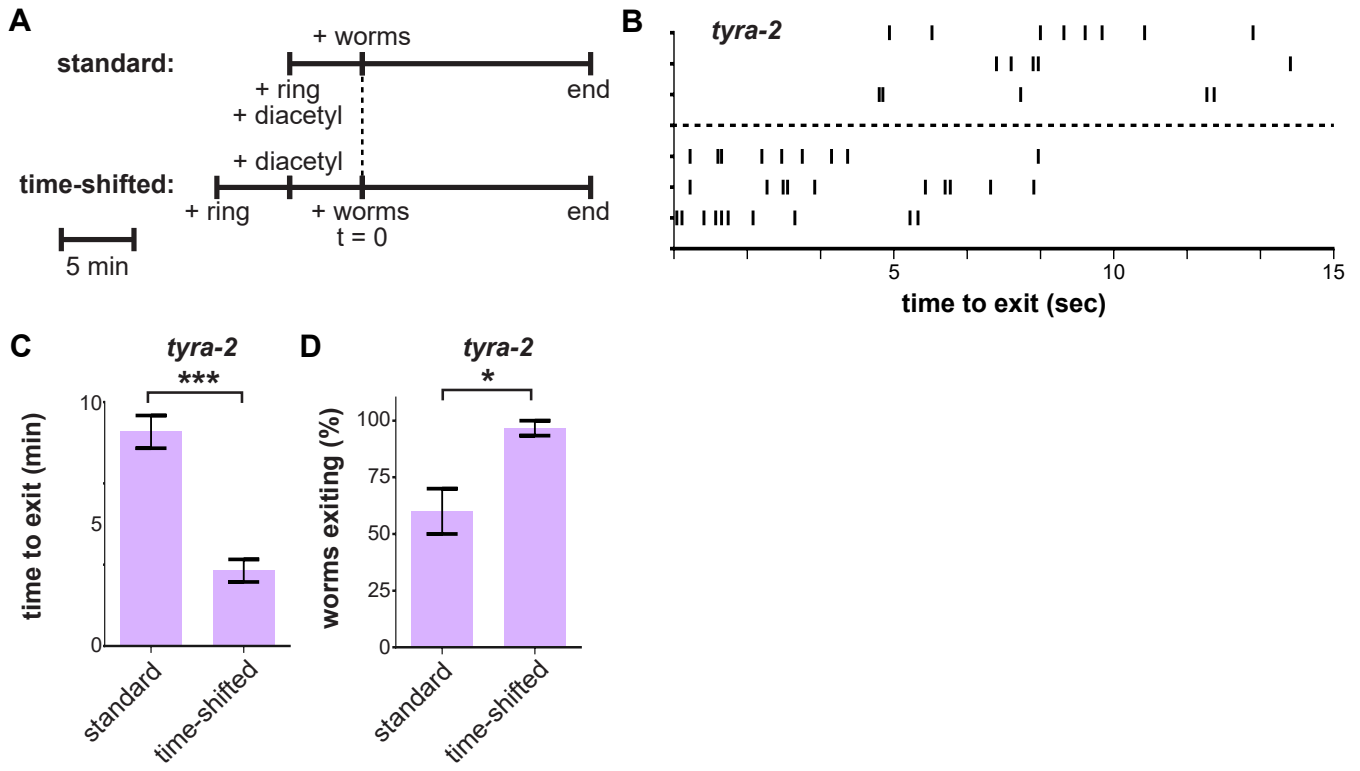 A
+ worms
standard:
+ ring
+ diacetyl
end
+ diacetyl
time-shifted:
+ ring
+ worms
t = 0
end
5 min
B
tyra-2
5
10
15
time to exit (sec)
C
tyra-2
***
10
5
0
time to exit (min)
standard
time-shifted
D
tyra-2
*
100
75
50
25
0
worms exiting (%)
standard
time-shifted